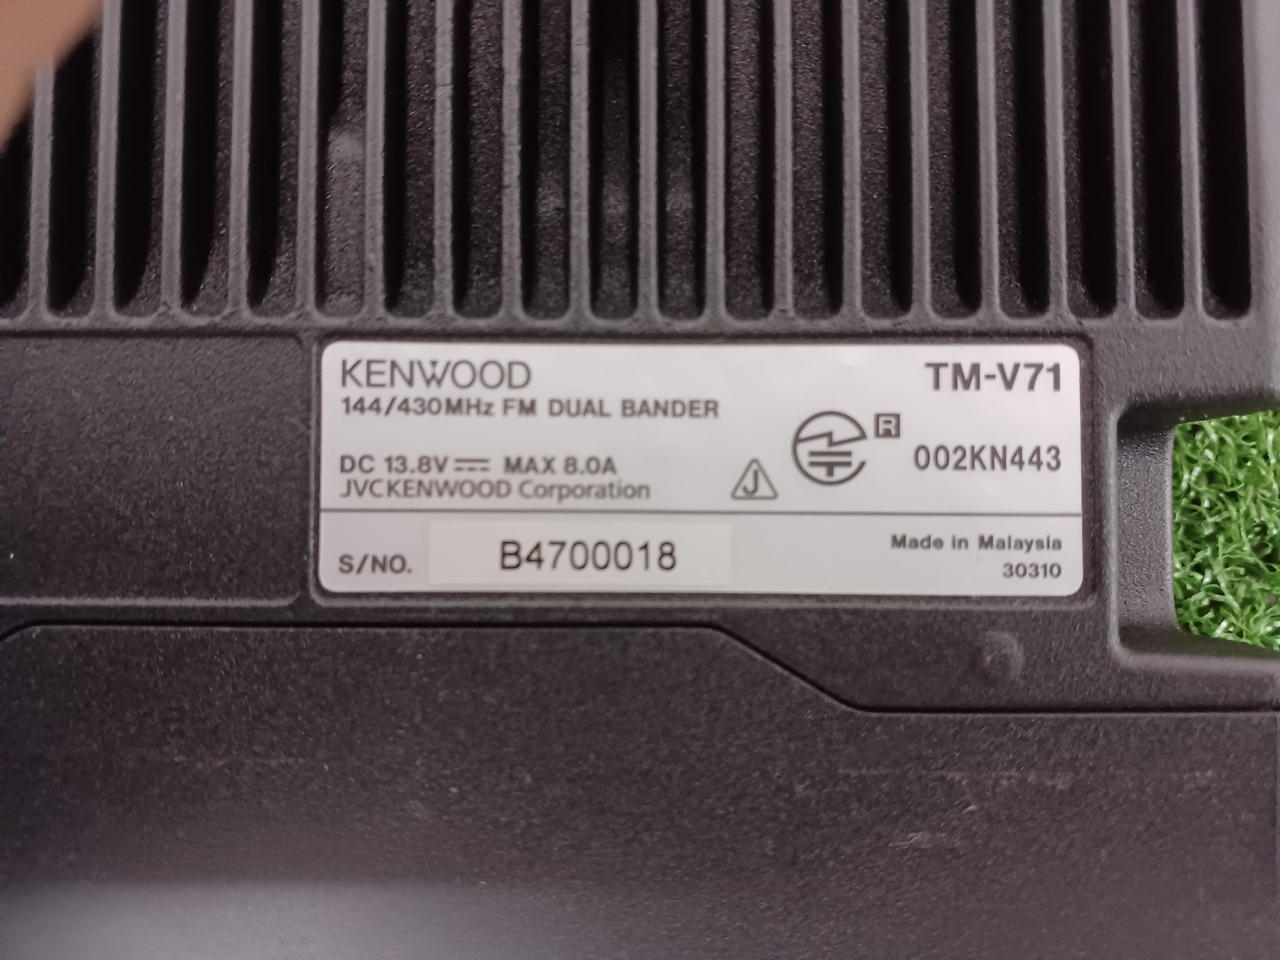 KENWOOD TM-V71
144/430MHz FM DUAL BANDER
R 002KN443
DC 13.8V MAX 8.0A
JVCKENWOOD Corporation J
S/NO. B4700018 Made in Malaysia
30310